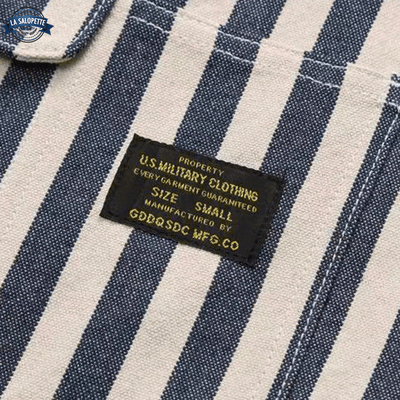 LA SALOPETTE
PROPERTY
U.S.MILITARY CLOTHING
EVERY GARMENT GUARANTEED
SIZE SMALL
MANUFACTURED BY
GDDQSDC MFG.CO